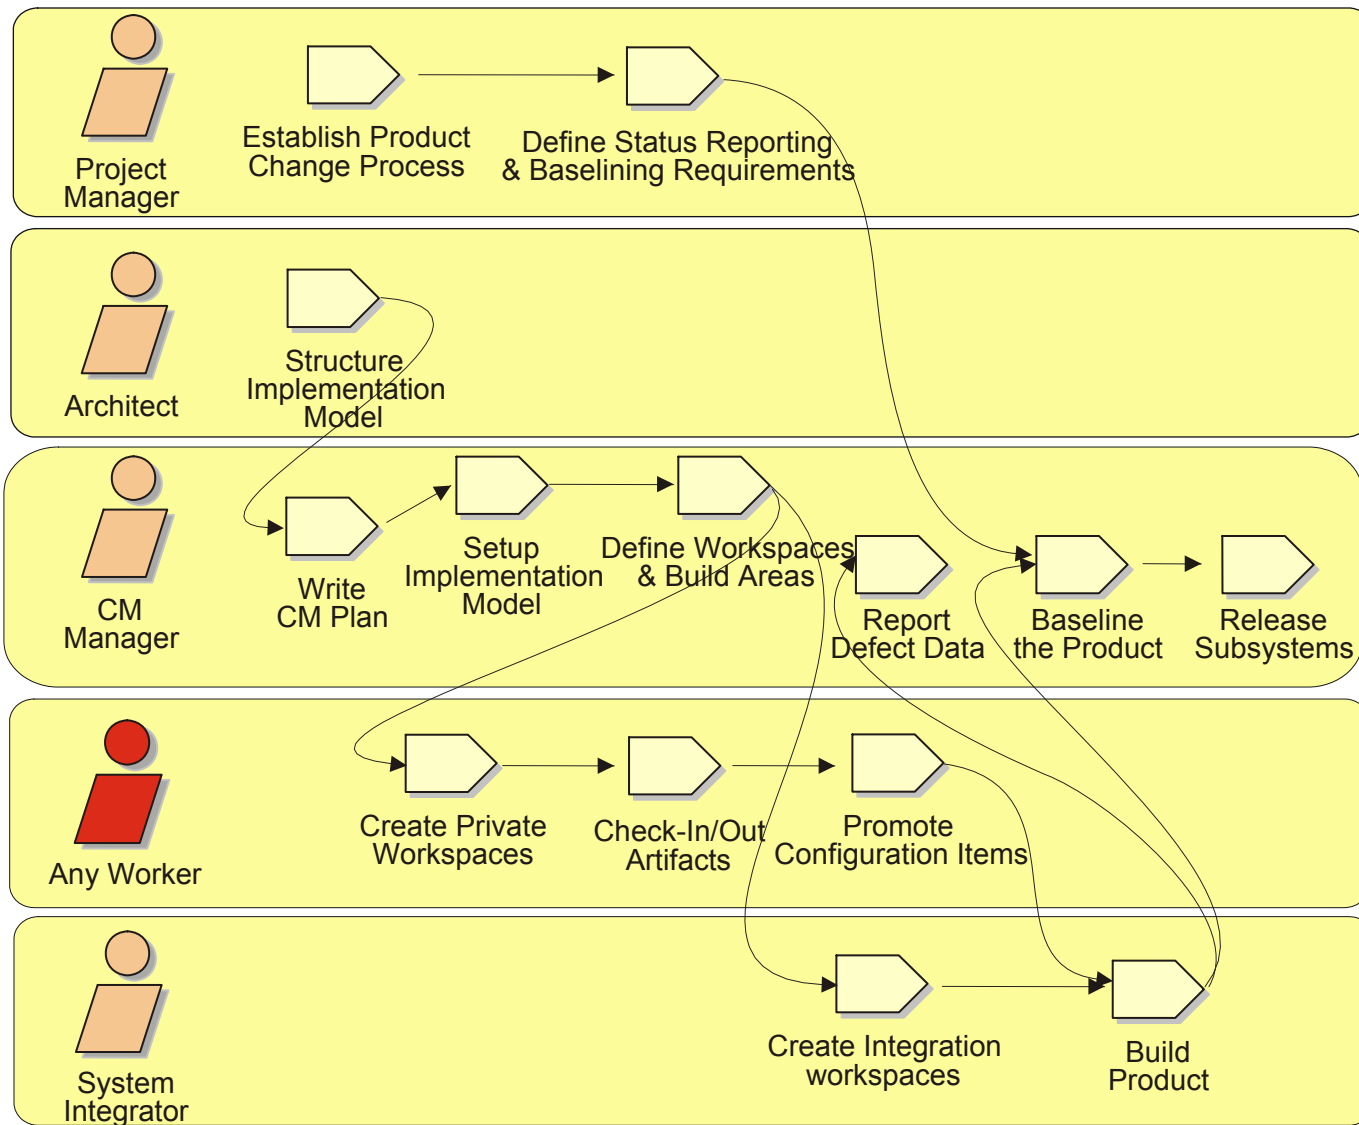 Project
Manager
Establish Product
Change Process
Define Status Reporting
& Baselining Requirements
Architect
Structure
Implementation
Model
CM
Manager
Write
CM Plan
Setup
Implementation
Model
Define Workspaces
& Build Areas
Report
Defect Data
Baseline
the Product
Release
Subsystems
Any Worker
Create Private
Workspaces
Check-In/Out
Artifacts
Promote
Configuration Items
System
Integrator
Create Integration
workspaces
Build
Product